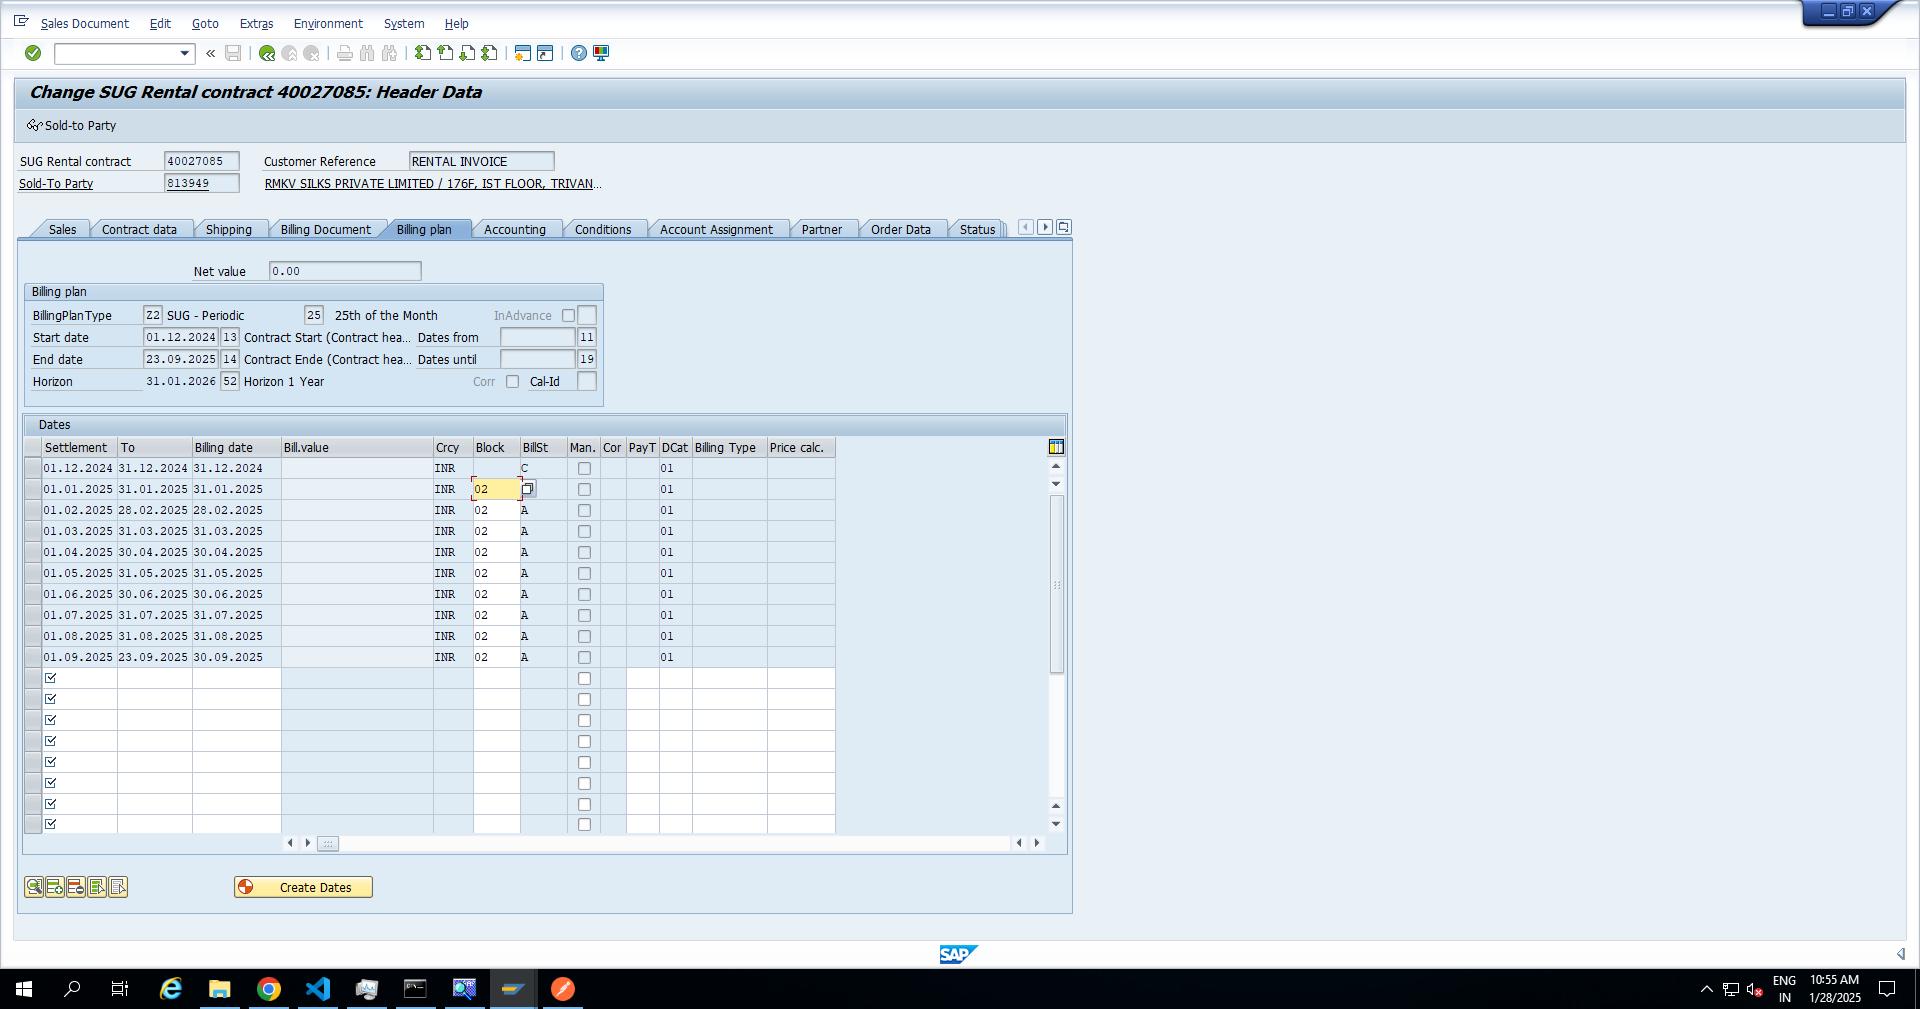 Sales Document Edit Goto Extras Environment System Help
Change SUG Rental contract 40027085: Header Data
Sold-to Party
SUG Rental contract 40027085 Customer Reference RENTAL INVOICE
Sold-To Party 813949 RMKV SILKS PRIVATE LIMITED / 176F, IST FLOOR, TRIVAN...
Sales Contract data Shipping Billing Document Billing plan Accounting Conditions Account Assignment Partner Order Data Status
Net value 0.00
Billing plan
BillingPlanType Z2 SUG - Periodic 25 25th of the Month InAdvance
Start date 01.12.2024 13 Contract Start (Contract hea... Dates from 11
End date 23.09.2025 14 Contract Ende (Contract hea... Dates until 19
Horizon 31.01.2026 52 Horizon 1 Year Corr Cal-Id
Dates
Settlement To Billing date Bill.value Crcy Block BillSt Man. Cor PayT DCat Billing Type Price calc.
01.12.2024 31.12.2024 31.12.2024 INR C 01
01.01.2025 31.01.2025 31.01.2025 INR 02 01
01.02.2025 28.02.2025 28.02.2025 INR 02 A 01
01.03.2025 31.03.2025 31.03.2025 INR 02 A 01
01.04.2025 30.04.2025 30.04.2025 INR 02 A 01
01.05.2025 31.05.2025 31.05.2025 INR 02 A 01
01.06.2025 30.06.2025 30.06.2025 INR 02 A 01
01.07.2025 31.07.2025 31.07.2025 INR 02 A 01
01.08.2025 31.08.2025 31.08.2025 INR 02 A 01
01.09.2025 23.09.2025 30.09.2025 INR 02 A 01
Create Dates
SAP
ENG 10:55 AM
IN 1/28/2025